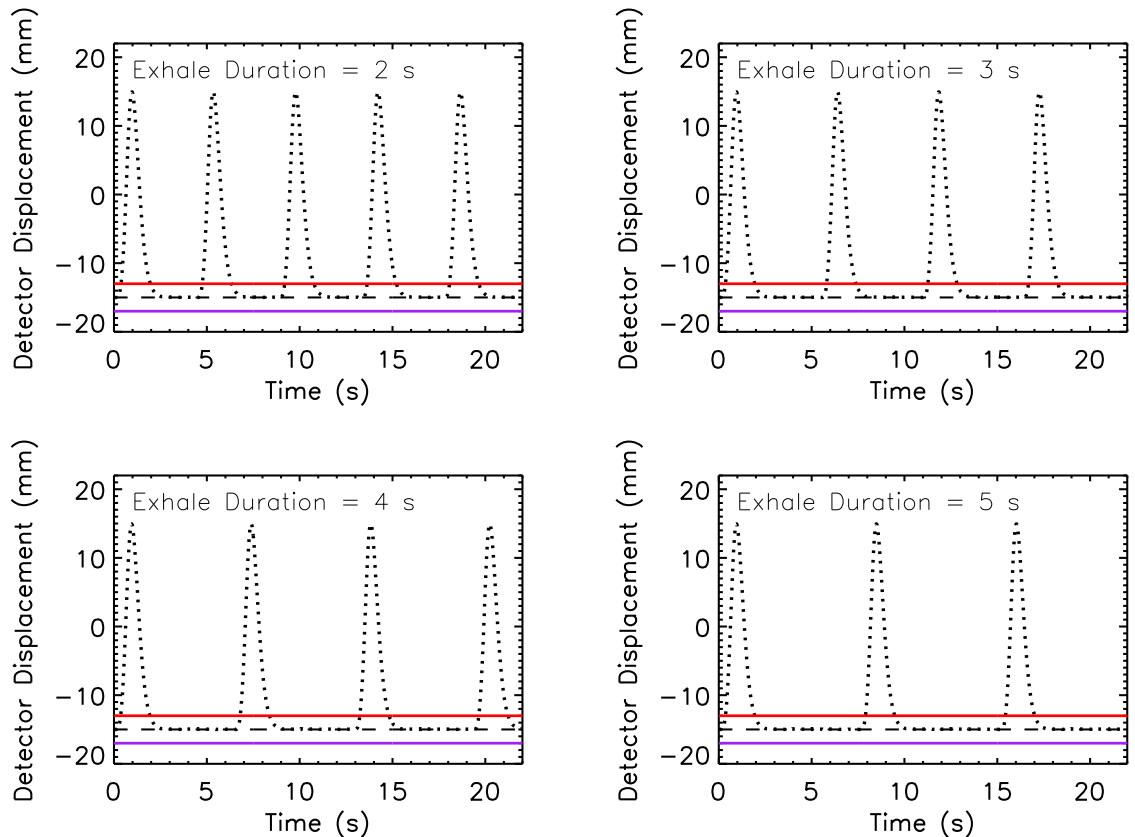 Exhale Duration = 2 s
Detector Displacement (mm)
20
10
0
−10
−20
0 5 10 15 20
Time (s)
Exhale Duration = 3 s
Detector Displacement (mm)
20
10
0
−10
−20
0 5 10 15 20
Time (s)
Exhale Duration = 4 s
Detector Displacement (mm)
20
10
0
−10
−20
0 5 10 15 20
Time (s)
Exhale Duration = 5 s
Detector Displacement (mm)
20
10
0
−10
−20
0 5 10 15 20
Time (s)